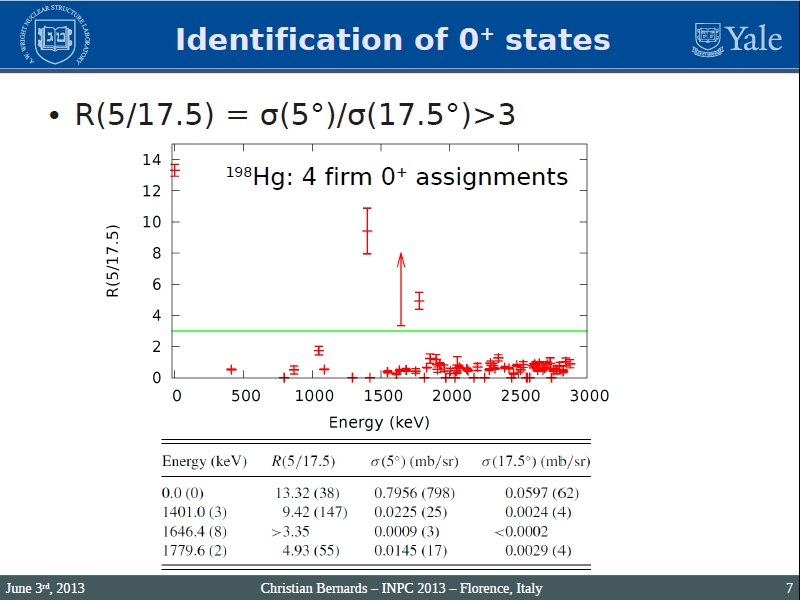 A.W. WRIGHT NUCLEAR STRUCTURE LABORATORY
Identification of 0⁺ states
Yale
• R(5/17.5) = σ(5°)/σ(17.5°)>3
¹⁹⁸Hg: 4 firm 0⁺ assignments
R(5/17.5)
14
12
10
8
6
4
2
0
0 500 1000 1500 2000 2500 3000
Energy (keV)
Energy (keV) R(5/17.5) σ(5°) (mb/sr) σ(17.5°) (mb/sr)
0.0 (0) 13.32 (38) 0.7956 (798) 0.0597 (62)
1401.0 (3) 9.42 (147) 0.0225 (25) 0.0024 (4)
1646.4 (8) >3.35 0.0009 (3) <0.0002
1779.6 (2) 4.93 (55) 0.0145 (17) 0.0029 (4)
June 3ʳᵈ, 2013 Christian Bernards – INPC 2013 – Florence, Italy 7